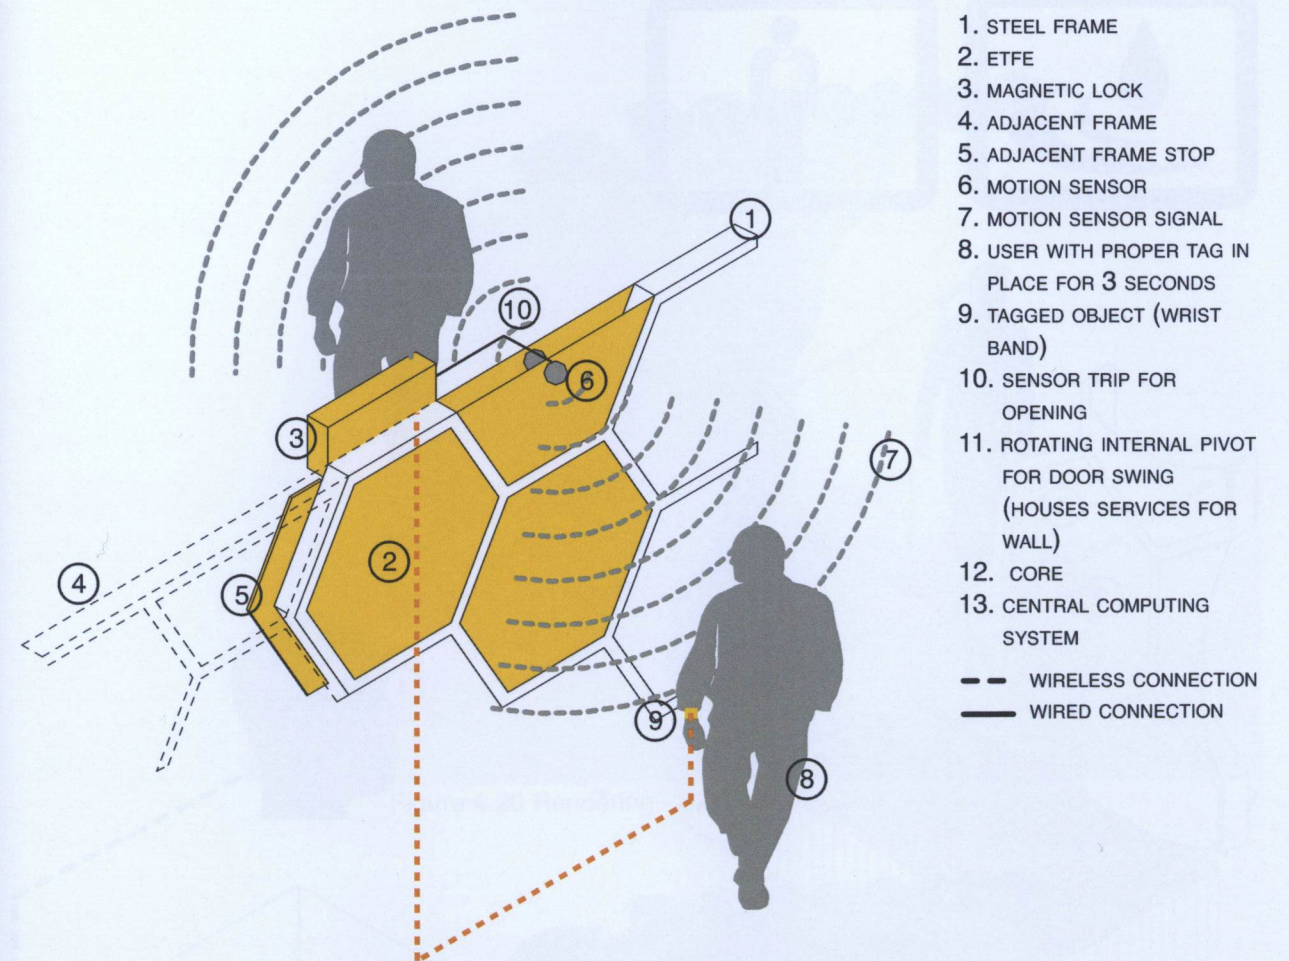 1. STEEL FRAME
2. ETFE
3. MAGNETIC LOCK
4. ADJACENT FRAME
5. ADJACENT FRAME STOP
6. MOTION SENSOR
7. MOTION SENSOR SIGNAL
8. USER WITH PROPER TAG IN
PLACE FOR 3 SECONDS
9. TAGGED OBJECT (WRIST
BAND)
10. SENSOR TRIP FOR
OPENING
11. ROTATING INTERNAL PIVOT
FOR DOOR SWING
(HOUSES SERVICES FOR
WALL)
12. CORE
13. CENTRAL COMPUTING
SYSTEM
WIRELESS CONNECTION
WIRED CONNECTION
1
10
6
3
7
2
4
5
9
8